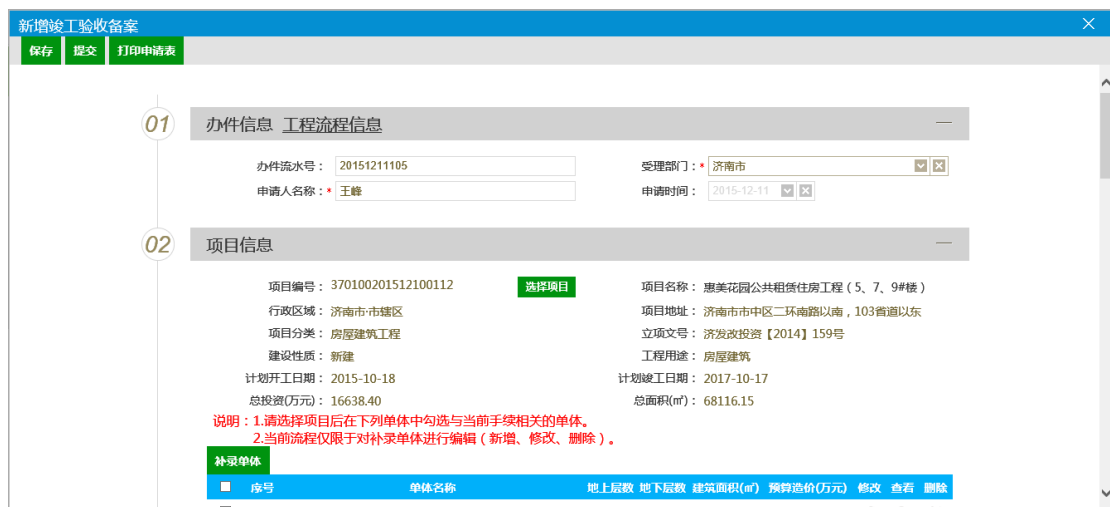 新增竣工验收备案
保存 提交 打印申请表
01 办件信息 工程流程信息
办件流水号： 20151211105 受理部门：* 济南市
申请人名称：* 王峰 申请时间： 2015-12-11
02 项目信息
项目编号： 370100201512100112 选择项目 项目名称： 惠美花园公共租赁住房工程（5、7、9#楼）
行政区域： 济南市·市辖区 项目地址： 济南市市中区二环南路以南，103省道以东
项目分类： 房屋建筑工程 立项文号： 济发改投资【2014】159号
建设性质： 新建 工程用途： 房屋建筑
计划开工日期： 2015-10-18 计划竣工日期： 2017-10-17
总投资(万元)： 16638.40 总面积(㎡)： 68116.15
说明：1.请选择项目后在下列单体中勾选与当前手续相关的单体。
2.当前流程仅限于对补录单体进行编辑（新增、修改、删除）。
补录单体
序号 单体名称 地上层数 地下层数 建筑面积(㎡) 预算造价(万元) 修改 查看 删除